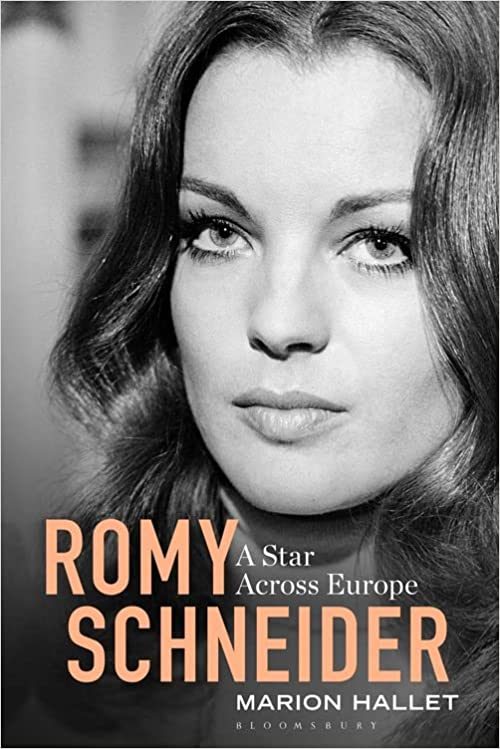 ROMY
A Star
Across Europe
SCHNEIDER
MARION HALLET
BLOOMSBURY